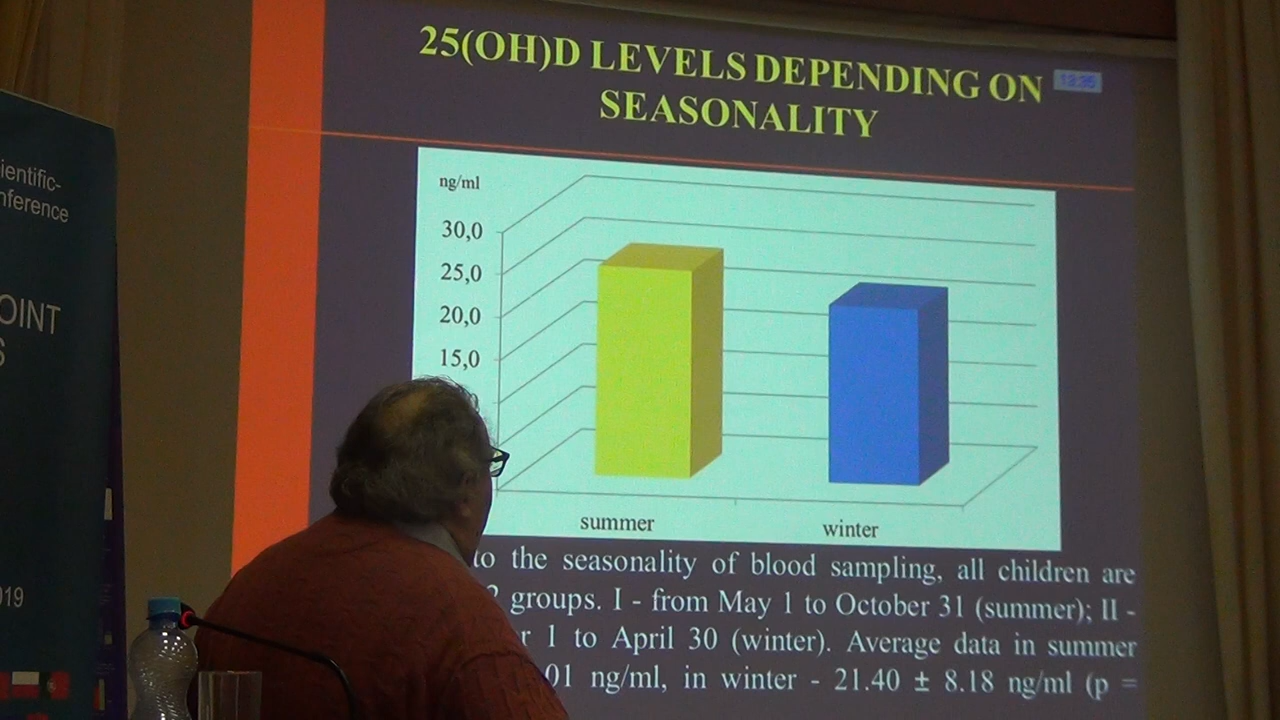 25(OH)D LEVELS DEPENDING ON
SEASONALITY
13:35
ng/ml
30,0
25,0
20,0
15,0
summer
winter
to the seasonality of blood sampling, all children are
groups. I - from May 1 to October 31 (summer); II -
r 1 to April 30 (winter). Average data in summer
01 ng/ml, in winter - 21.40 ± 8.18 ng/ml (p =
ientific-
nference
OINT
S
019